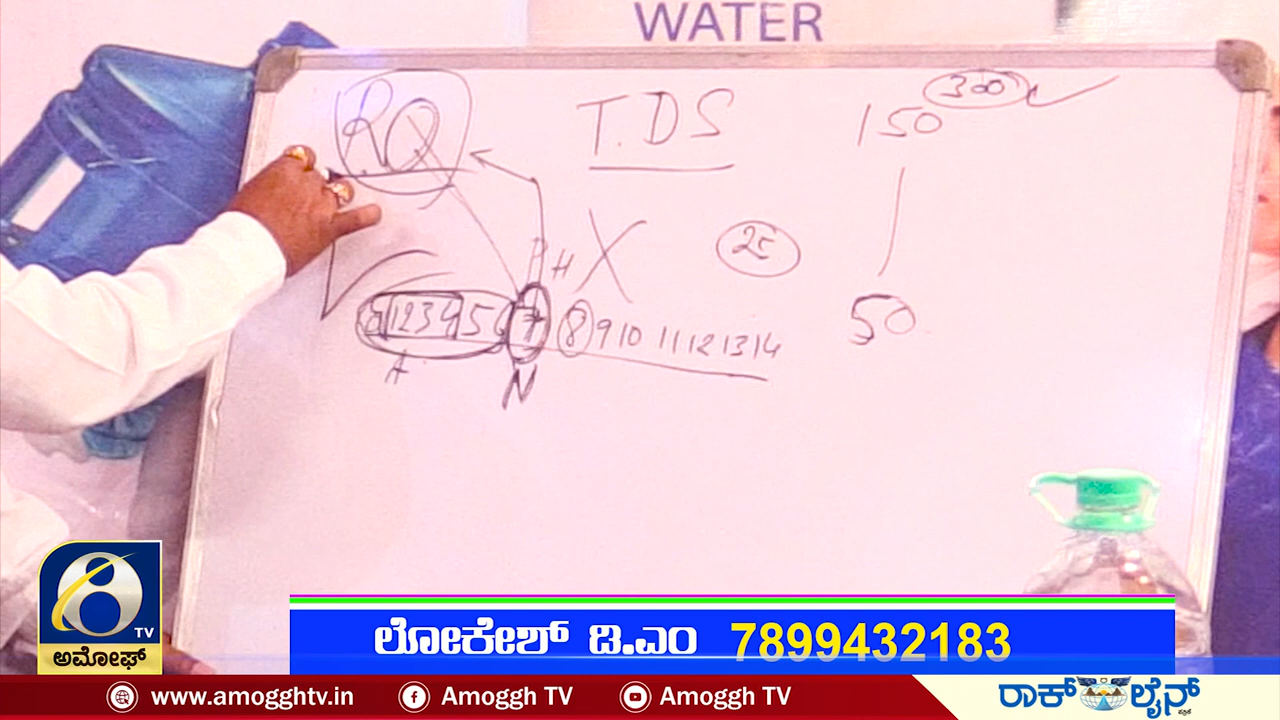 WATER
RO T.D.S 150 300
PH X 25
0 1 2 3 4 5 6 7 8 9 10 11 12 13 14 50
A N
8
TV
ಅಮೋಘ್
ಲೋಕೇಶ್ ಡಿ.ಎಂ 7899432183
www.amogghtv.in Amoggh TV Amoggh TV
ರಾಕ್ ಲೈನ್